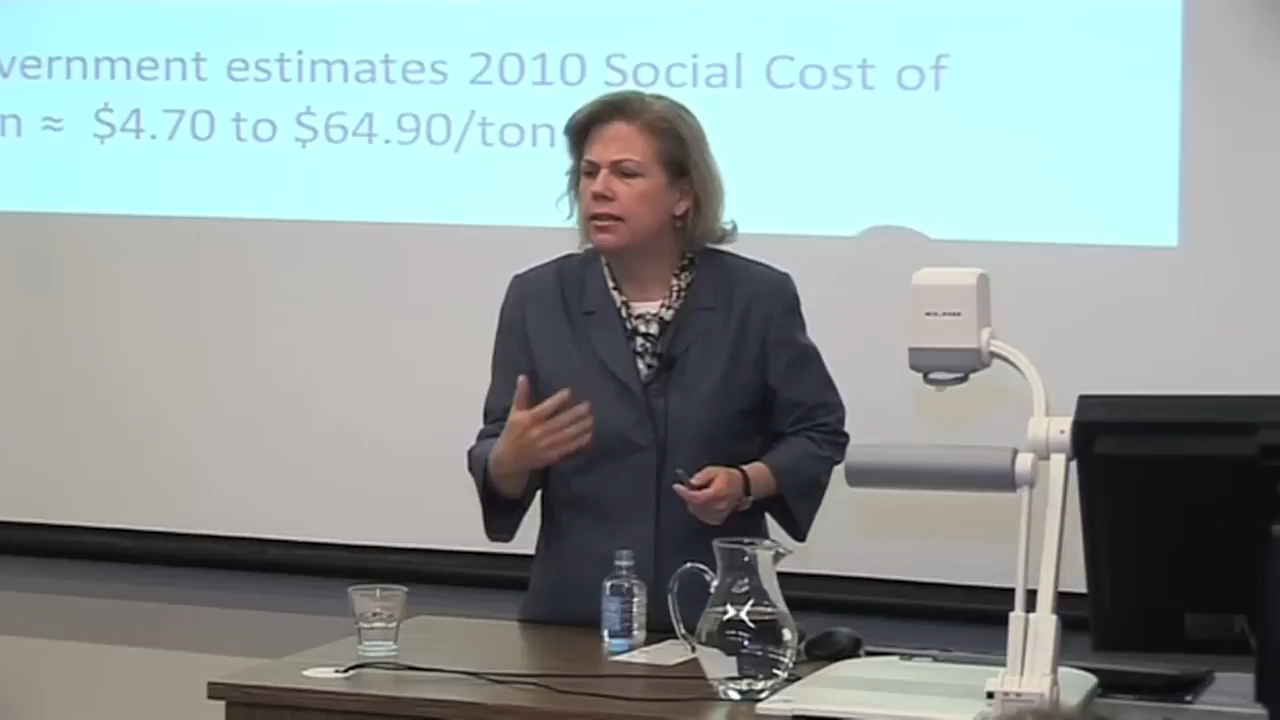 vernment estimates 2010 Social Cost of
n ≈ $4.70 to $64.90/ton